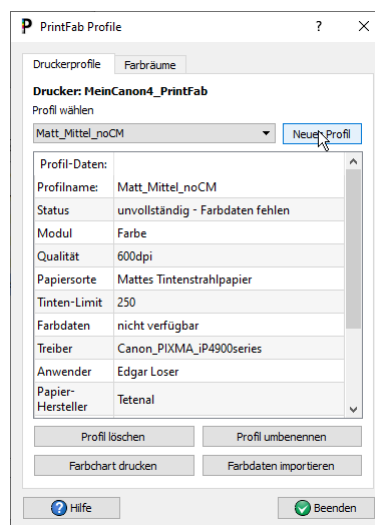 PrintFab Profile ? X
Druckerprofile Farbräume
Drucker: MeinCanon4_PrintFab
Profil wählen
Matt_Mittel_noCM Neues Profil
Profil-Daten:
Profilname: Matt_Mittel_noCM
Status unvollständig - Farbdaten fehlen
Modul Farbe
Qualität 600dpi
Papiersorte Mattes Tintenstrahlpapier
Tinten-Limit 250
Farbdaten nicht verfügbar
Treiber Canon_PIXMA_iP4900series
Anwender Edgar Loser
Papier-
Hersteller Tetenal
Profil löschen Profil umbenennen
Farbchart drucken Farbdaten importieren
? Hilfe Beenden